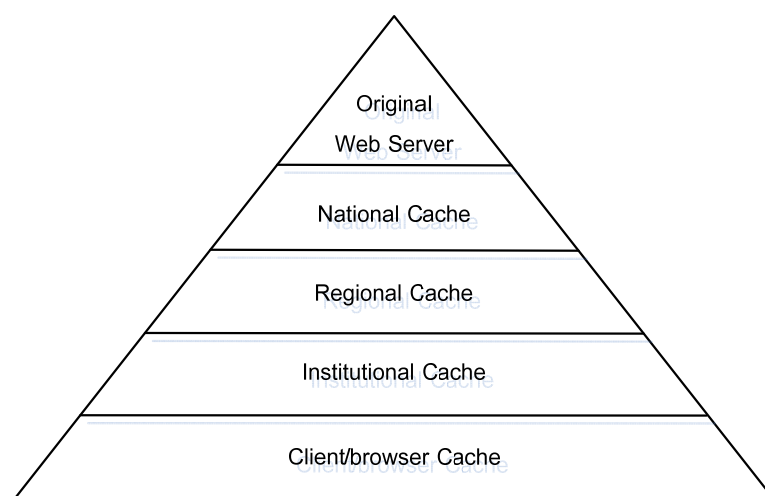 Original
Web Server
National Cache
Regional Cache
Institutional Cache
Client/browser Cache